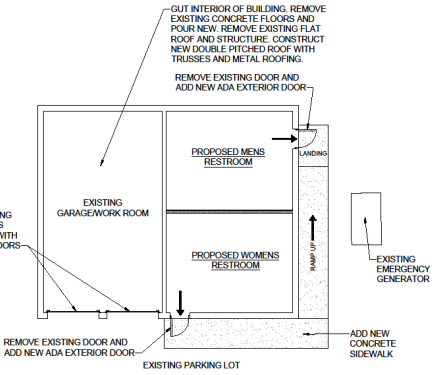 GUT INTERIOR OF BUILDING. REMOVE
EXISTING CONCRETE FLOORS AND
POUR NEW. REMOVE EXISTING FLAT
ROOF AND STRUCTURE. CONSTRUCT
NEW DOUBLE PITCHED ROOF WITH
TRUSSES AND METAL ROOFING.
REMOVE EXISTING DOOR AND
ADD NEW ADA EXTERIOR DOOR
PROPOSED MENS
RESTROOM
LANDING
EXISTING
GARAGE/WORK ROOM
NG
S
WITH
OORS
PROPOSED WOMENS
RESTROOM
RAMP UP
EXISTING
EMERGENCY
GENERATOR
REMOVE EXISTING DOOR AND
ADD NEW ADA EXTERIOR DOOR
EXISTING PARKING LOT
ADD NEW
CONCRETE
SIDEWALK